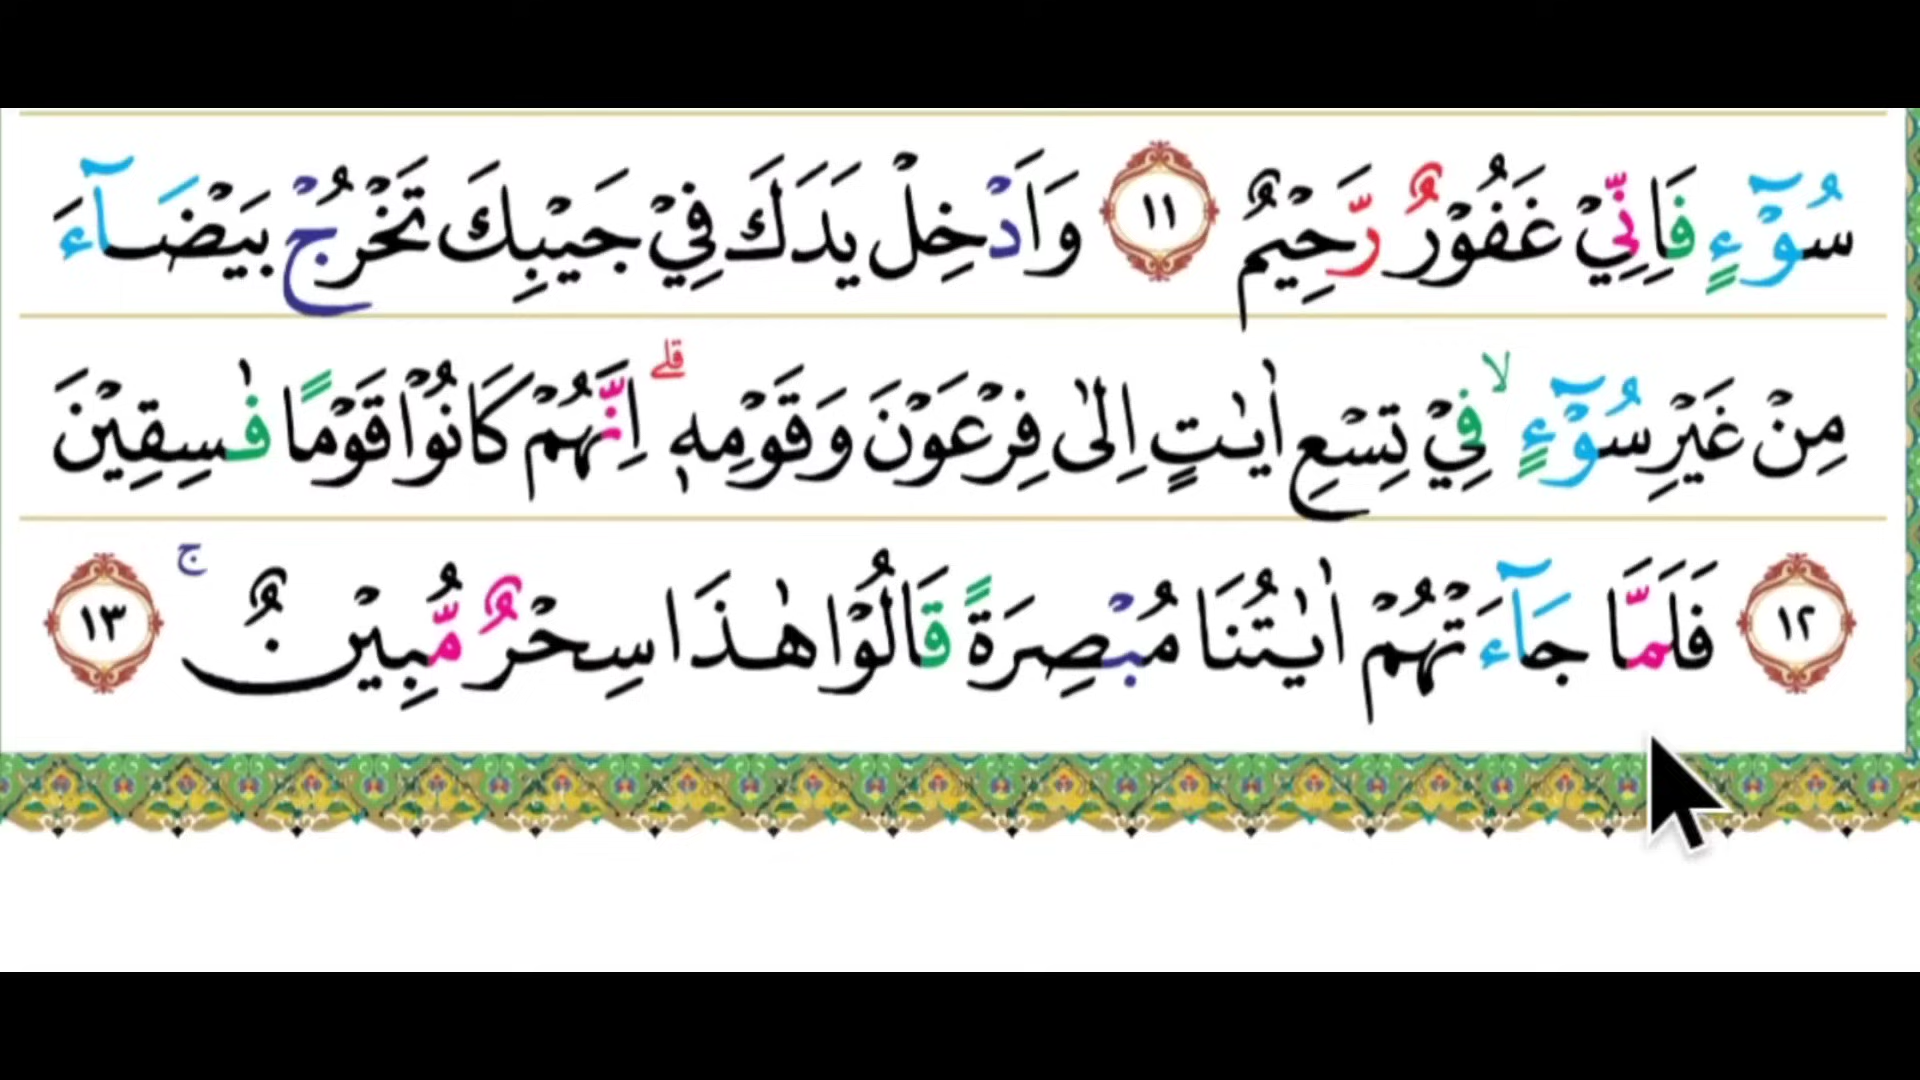 سُوْٓءٍ فَاِنِّيْ غَفُوْرٌ رَّحِيْمٌ ١١ وَاَدْخِلْ يَدَكَ فِيْ جَيْبِكَ تَخْرُجْ بَيْضَآءَ
مِنْ غَيْرِ سُوْٓءٍ ۙ فِيْ تِسْعِ اٰيٰتٍ اِلٰى فِرْعَوْنَ وَقَوْمِهٖ ۗ اِنَّهُمْ كَانُوْا قَوْمًا فٰسِقِيْنَ
١٢ فَلَمَّا جَآءَتْهُمْ اٰيٰتُنَا مُبْصِرَةً قَالُوْا هٰذَا سِحْرٌ مُّبِيْنٌ ۚ ١٣